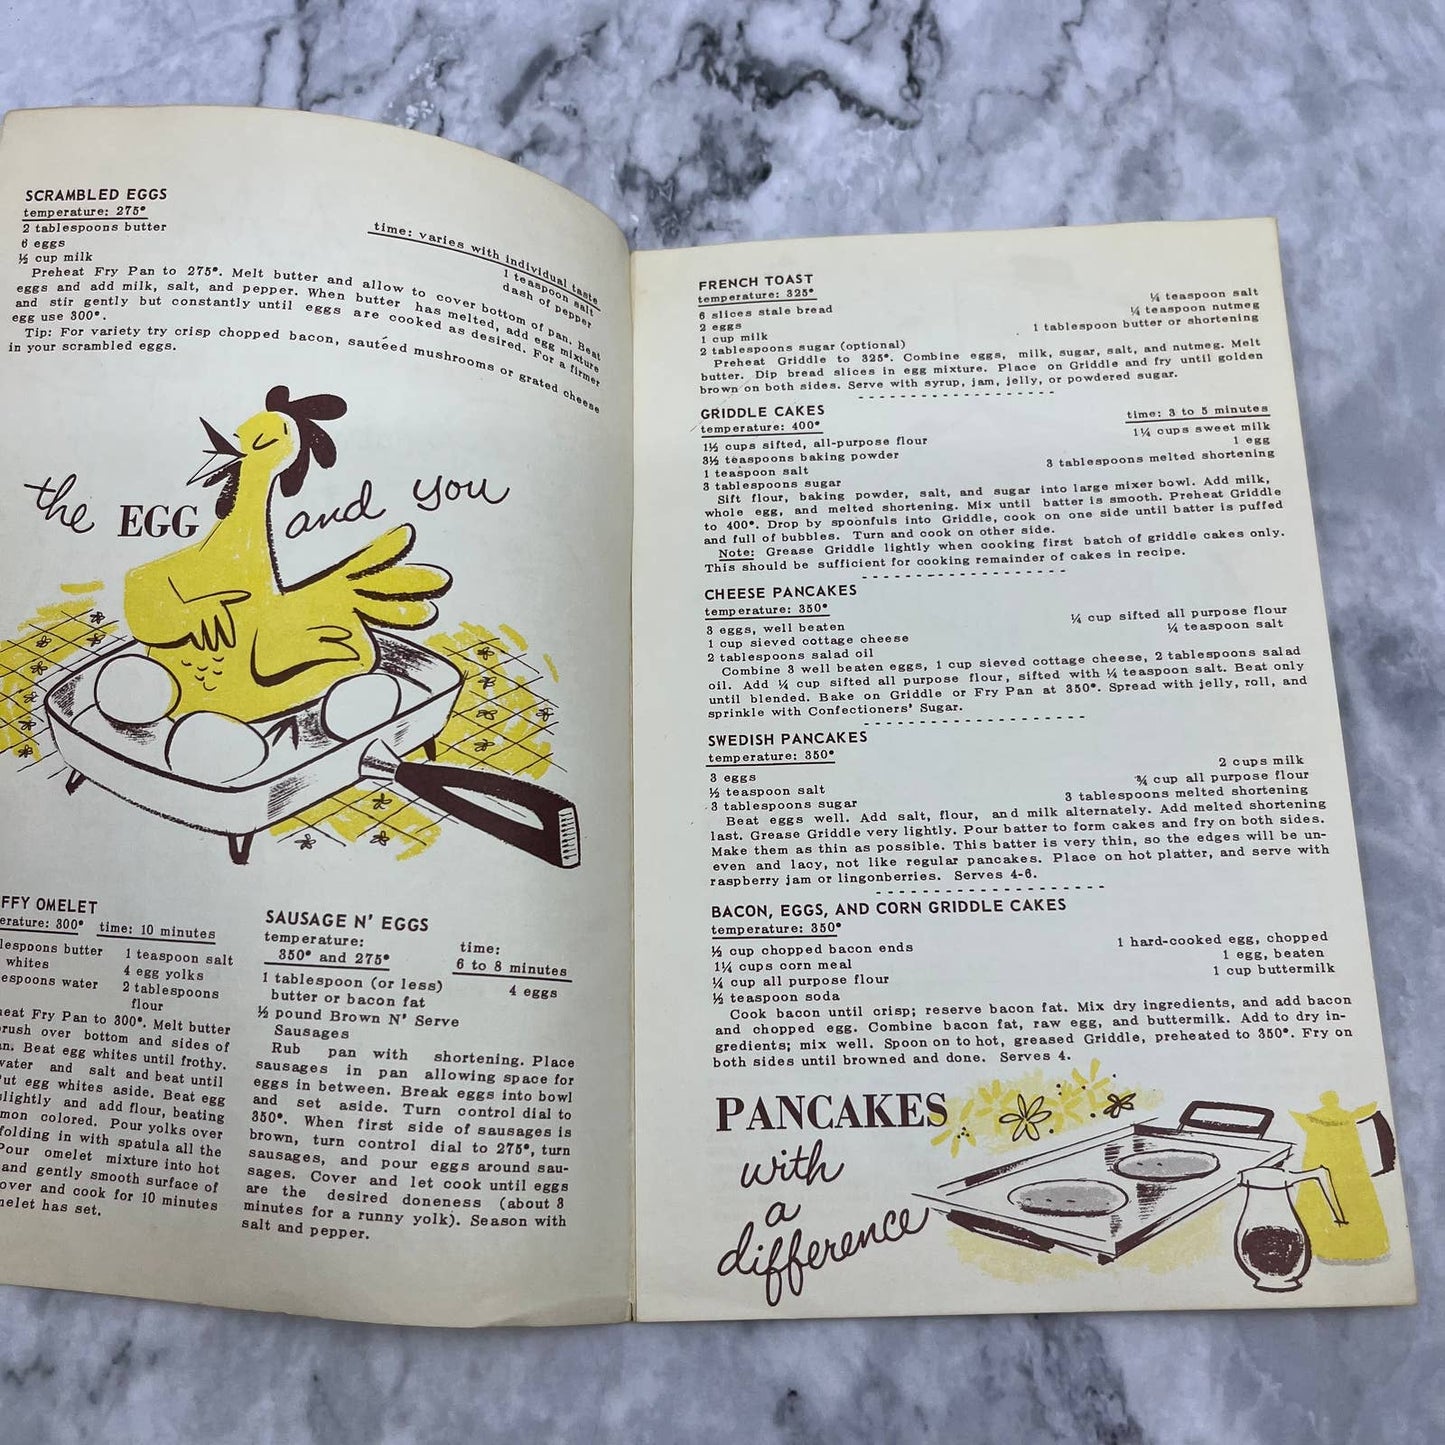 SCRAMBLED EGGS
temperature: 275°
time: varies with individual taste
2 tablespoons butter
1 teaspoon salt
6 eggs
dash of pepper
½ cup milk
Preheat Fry Pan to 275°. Melt butter and allow to cover bottom of pan. Beat
eggs and add milk, salt, and pepper. When butter has melted, add egg mixture
and stir gently but constantly until eggs are cooked as desired. For a firmer
egg use 300°.
Tip: For variety try crisp chopped bacon, sautéed mushrooms or grated cheese
in your scrambled eggs.
the EGG and you
FFY OMELET
erature: 300° time: 10 minutes
lespoons butter 1 teaspoon salt
whites 4 egg yolks
espoons water 2 tablespoons
flour
eat Fry Pan to 300°. Melt butter
rush over bottom and sides of
n. Beat egg whites until frothy.
water and salt and beat until
Put egg whites aside. Beat egg
slightly and add flour, beating
mon colored. Pour yolks over
folding in with spatula all the
Pour omelet mixture into hot
and gently smooth surface of
over and cook for 10 minutes
melet has set.
SAUSAGE N' EGGS
temperature: time:
350° and 275° 6 to 8 minutes
1 tablespoon (or less) 4 eggs
butter or bacon fat
½ pound Brown N' Serve
Sausages
Rub pan with shortening. Place
sausages in pan allowing space for
eggs in between. Break eggs into bowl
and set aside. Turn control dial to
350°. When first side of sausages is
brown, turn control dial to 275°, turn
sausages, and pour eggs around sau-
sages. Cover and let cook until eggs
are the desired doneness (about 3
minutes for a runny yolk). Season with
salt and pepper.
FRENCH TOAST
temperature: 325°
6 slices stale bread ¼ teaspoon salt
2 eggs ¼ teaspoon nutmeg
1 cup milk 1 tablespoon butter or shortening
2 tablespoons sugar (optional)
Preheat Griddle to 325°. Combine eggs, milk, sugar, salt, and nutmeg. Melt
butter. Dip bread slices in egg mixture. Place on Griddle and fry until golden
brown on both sides. Serve with syrup, jam, jelly, or powdered sugar.
GRIDDLE CAKES
temperature: 400° time: 3 to 5 minutes
1½ cups sifted, all-purpose flour 1¼ cups sweet milk
3½ teaspoons baking powder 1 egg
1 teaspoon salt 3 tablespoons melted shortening
3 tablespoons sugar
Sift flour, baking powder, salt, and sugar into large mixer bowl. Add milk,
whole egg, and melted shortening. Mix until batter is smooth. Preheat Griddle
to 400°. Drop by spoonfuls into Griddle, cook on one side until batter is puffed
and full of bubbles. Turn and cook on other side.
Note: Grease Griddle lightly when cooking first batch of griddle cakes only.
This should be sufficient for cooking remainder of cakes in recipe.
CHEESE PANCAKES
temperature: 350°
3 eggs, well beaten ¼ cup sifted all purpose flour
1 cup sieved cottage cheese ¼ teaspoon salt
2 tablespoons salad oil
Combine 3 well beaten eggs, 1 cup sieved cottage cheese, 2 tablespoons salad
oil. Add ¼ cup sifted all purpose flour, sifted with ¼ teaspoon salt. Beat only
until blended. Bake on Griddle or Fry Pan at 350°. Spread with jelly, roll, and
sprinkle with Confectioners' Sugar.
SWEDISH PANCAKES
temperature: 350°
3 eggs 2 cups milk
½ teaspoon salt ¾ cup all purpose flour
3 tablespoons sugar 3 tablespoons melted shortening
Beat eggs well. Add salt, flour, and milk alternately. Add melted shortening
last. Grease Griddle very lightly. Pour batter to form cakes and fry on both sides.
Make them as thin as possible. This batter is very thin, so the edges will be un-
even and lacy, not like regular pancakes. Place on hot platter, and serve with
raspberry jam or lingonberries. Serves 4-6.
BACON, EGGS, AND CORN GRIDDLE CAKES
temperature: 350°
½ cup chopped bacon ends 1 hard-cooked egg, chopped
1¼ cups corn meal 1 egg, beaten
¼ cup all purpose flour 1 cup buttermilk
½ teaspoon soda
Cook bacon until crisp; reserve bacon fat. Mix dry ingredients, and add bacon
and chopped egg. Combine bacon fat, raw egg, and buttermilk. Add to dry in-
gredients; mix well. Spoon on to hot, greased Griddle, preheated to 350°. Fry on
both sides until browned and done. Serves 4.
PANCAKES
with
a
difference